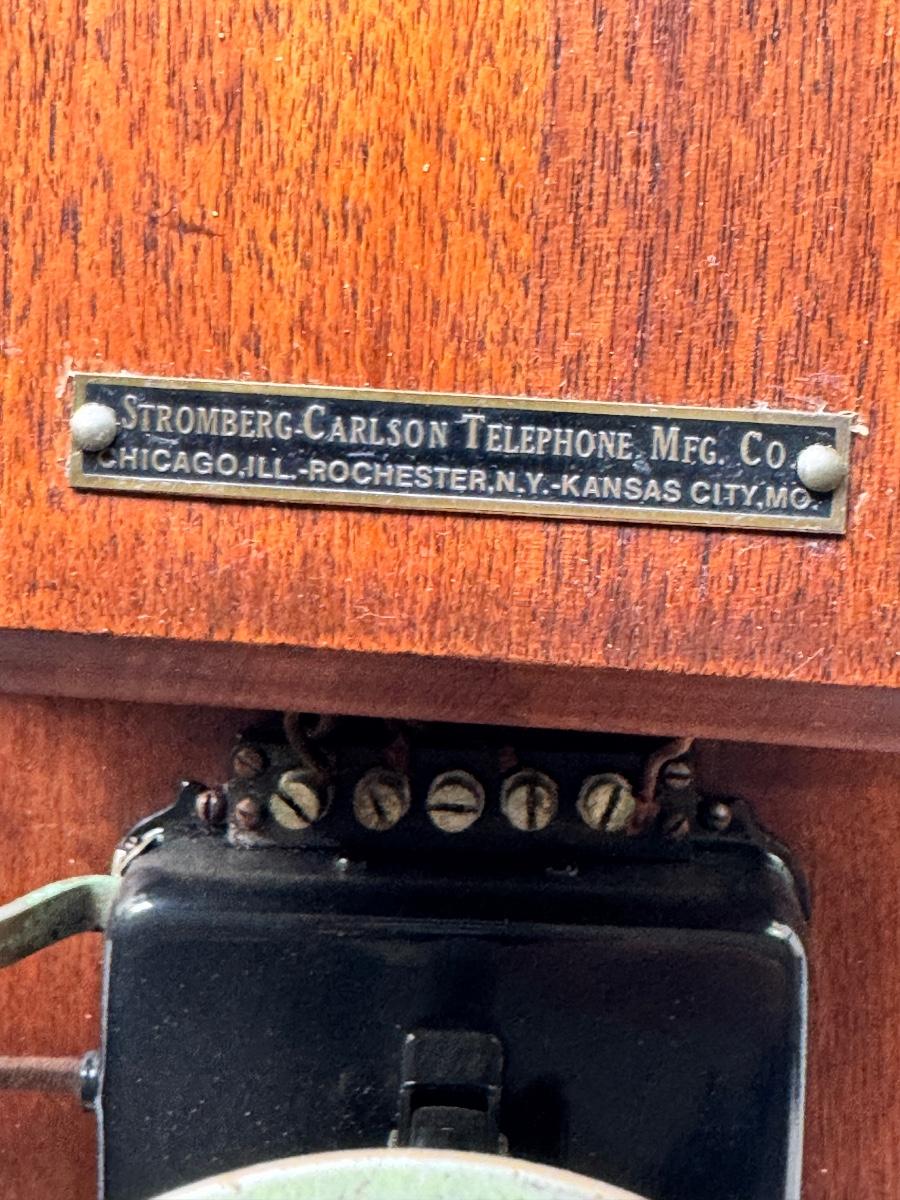 STROMBERG-CARLSON TELEPHONE MFG. CO
CHICAGO,ILL.-ROCHESTER,N.Y.-KANSAS CITY,MO.